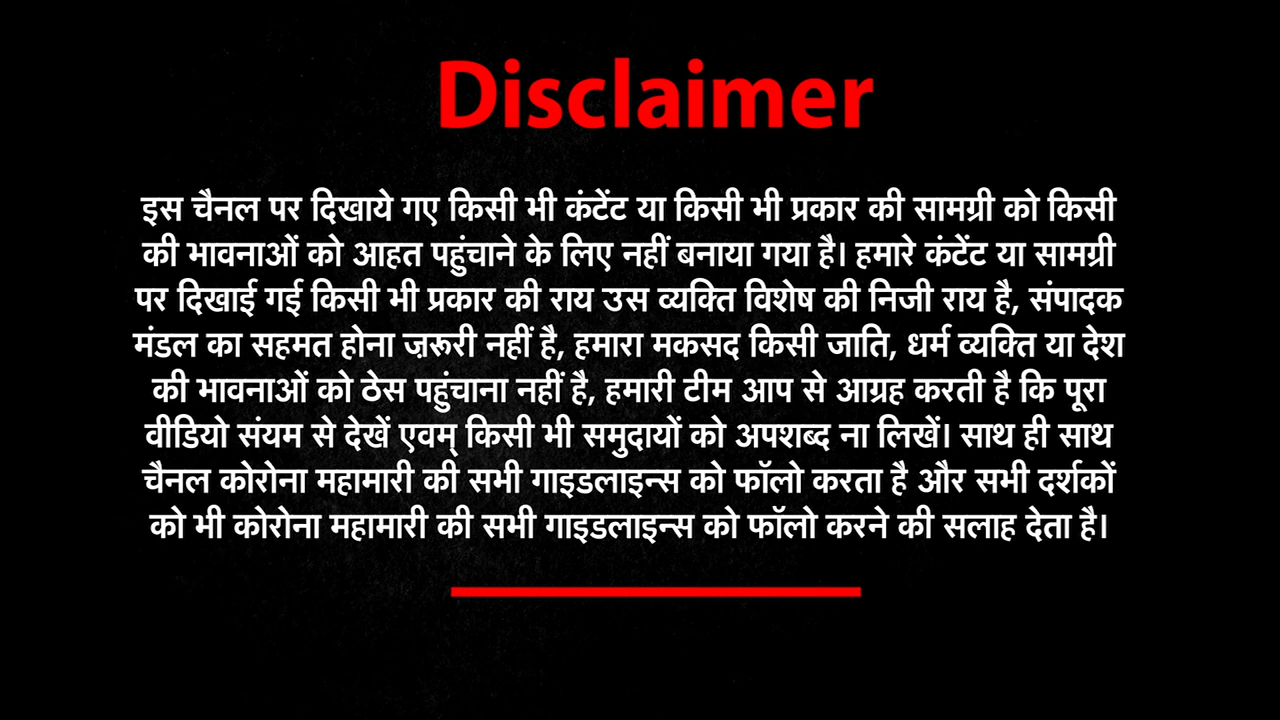 Disclaimer
इस चैनल पर दिखाये गए किसी भी कंटेंट या किसी भी प्रकार की सामग्री को किसी
की भावनाओं को आहत पहुंचाने के लिए नहीं बनाया गया है। हमारे कंटेंट या सामग्री
पर दिखाई गई किसी भी प्रकार की राय उस व्यक्ति विशेष की निजी राय है, संपादक
मंडल का सहमत होना ज़रूरी नहीं है, हमारा मकसद किसी जाति, धर्म व्यक्ति या देश
की भावनाओं को ठेस पहुंचाना नहीं है, हमारी टीम आप से आग्रह करती है कि पूरा
वीडियो संयम से देखें एवम् किसी भी समुदायों को अपशब्द ना लिखें। साथ ही साथ
चैनल कोरोना महामारी की सभी गाइडलाइन्स को फॉलो करता है और सभी दर्शकों
को भी कोरोना महामारी की सभी गाइडलाइन्स को फॉलो करने की सलाह देता है।